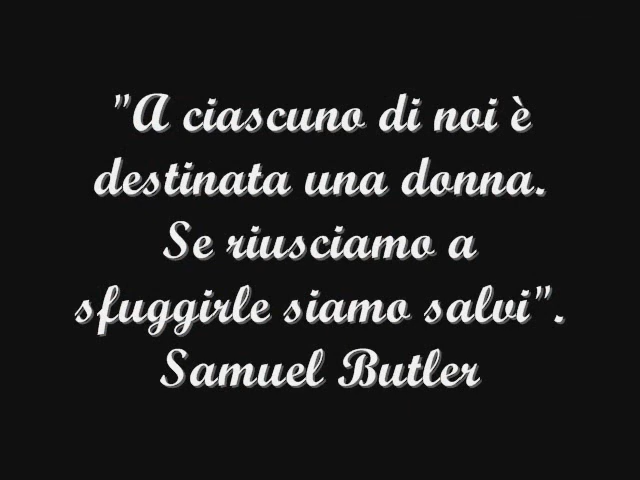 "A ciascuno di noi è
destinata una donna.
Se riusciamo a
sfuggirle siamo salvi".
Samuel Butler